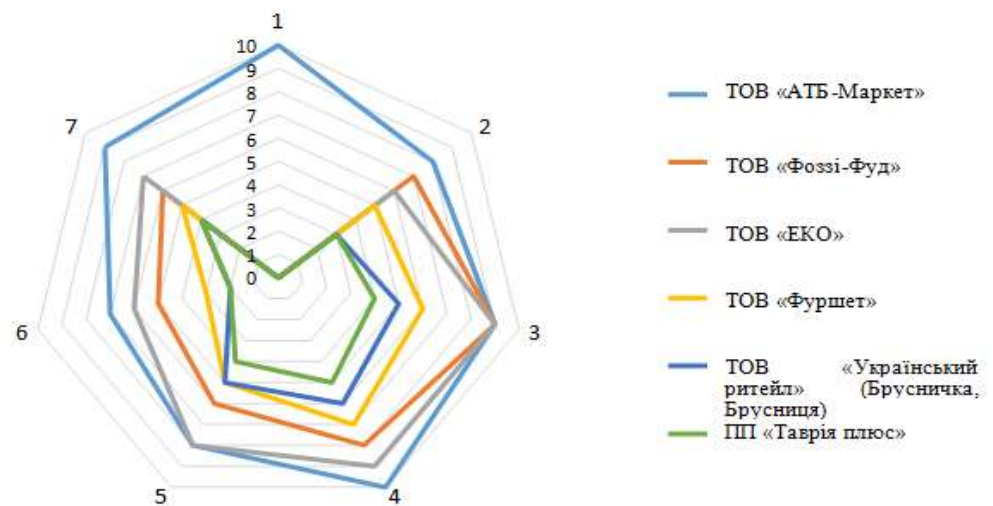 1
10
9
8
7
6
5
4
3
2
1
0
2
3
4
5
6
7
ТОВ «АТБ-Маркет»
ТОВ «Фоззі-Фуд»
ТОВ «ЕКО»
ТОВ «Фуршет»
ТОВ «Український
ритейл» (Брусничка,
Брусниця)
ПП «Таврія плюс»